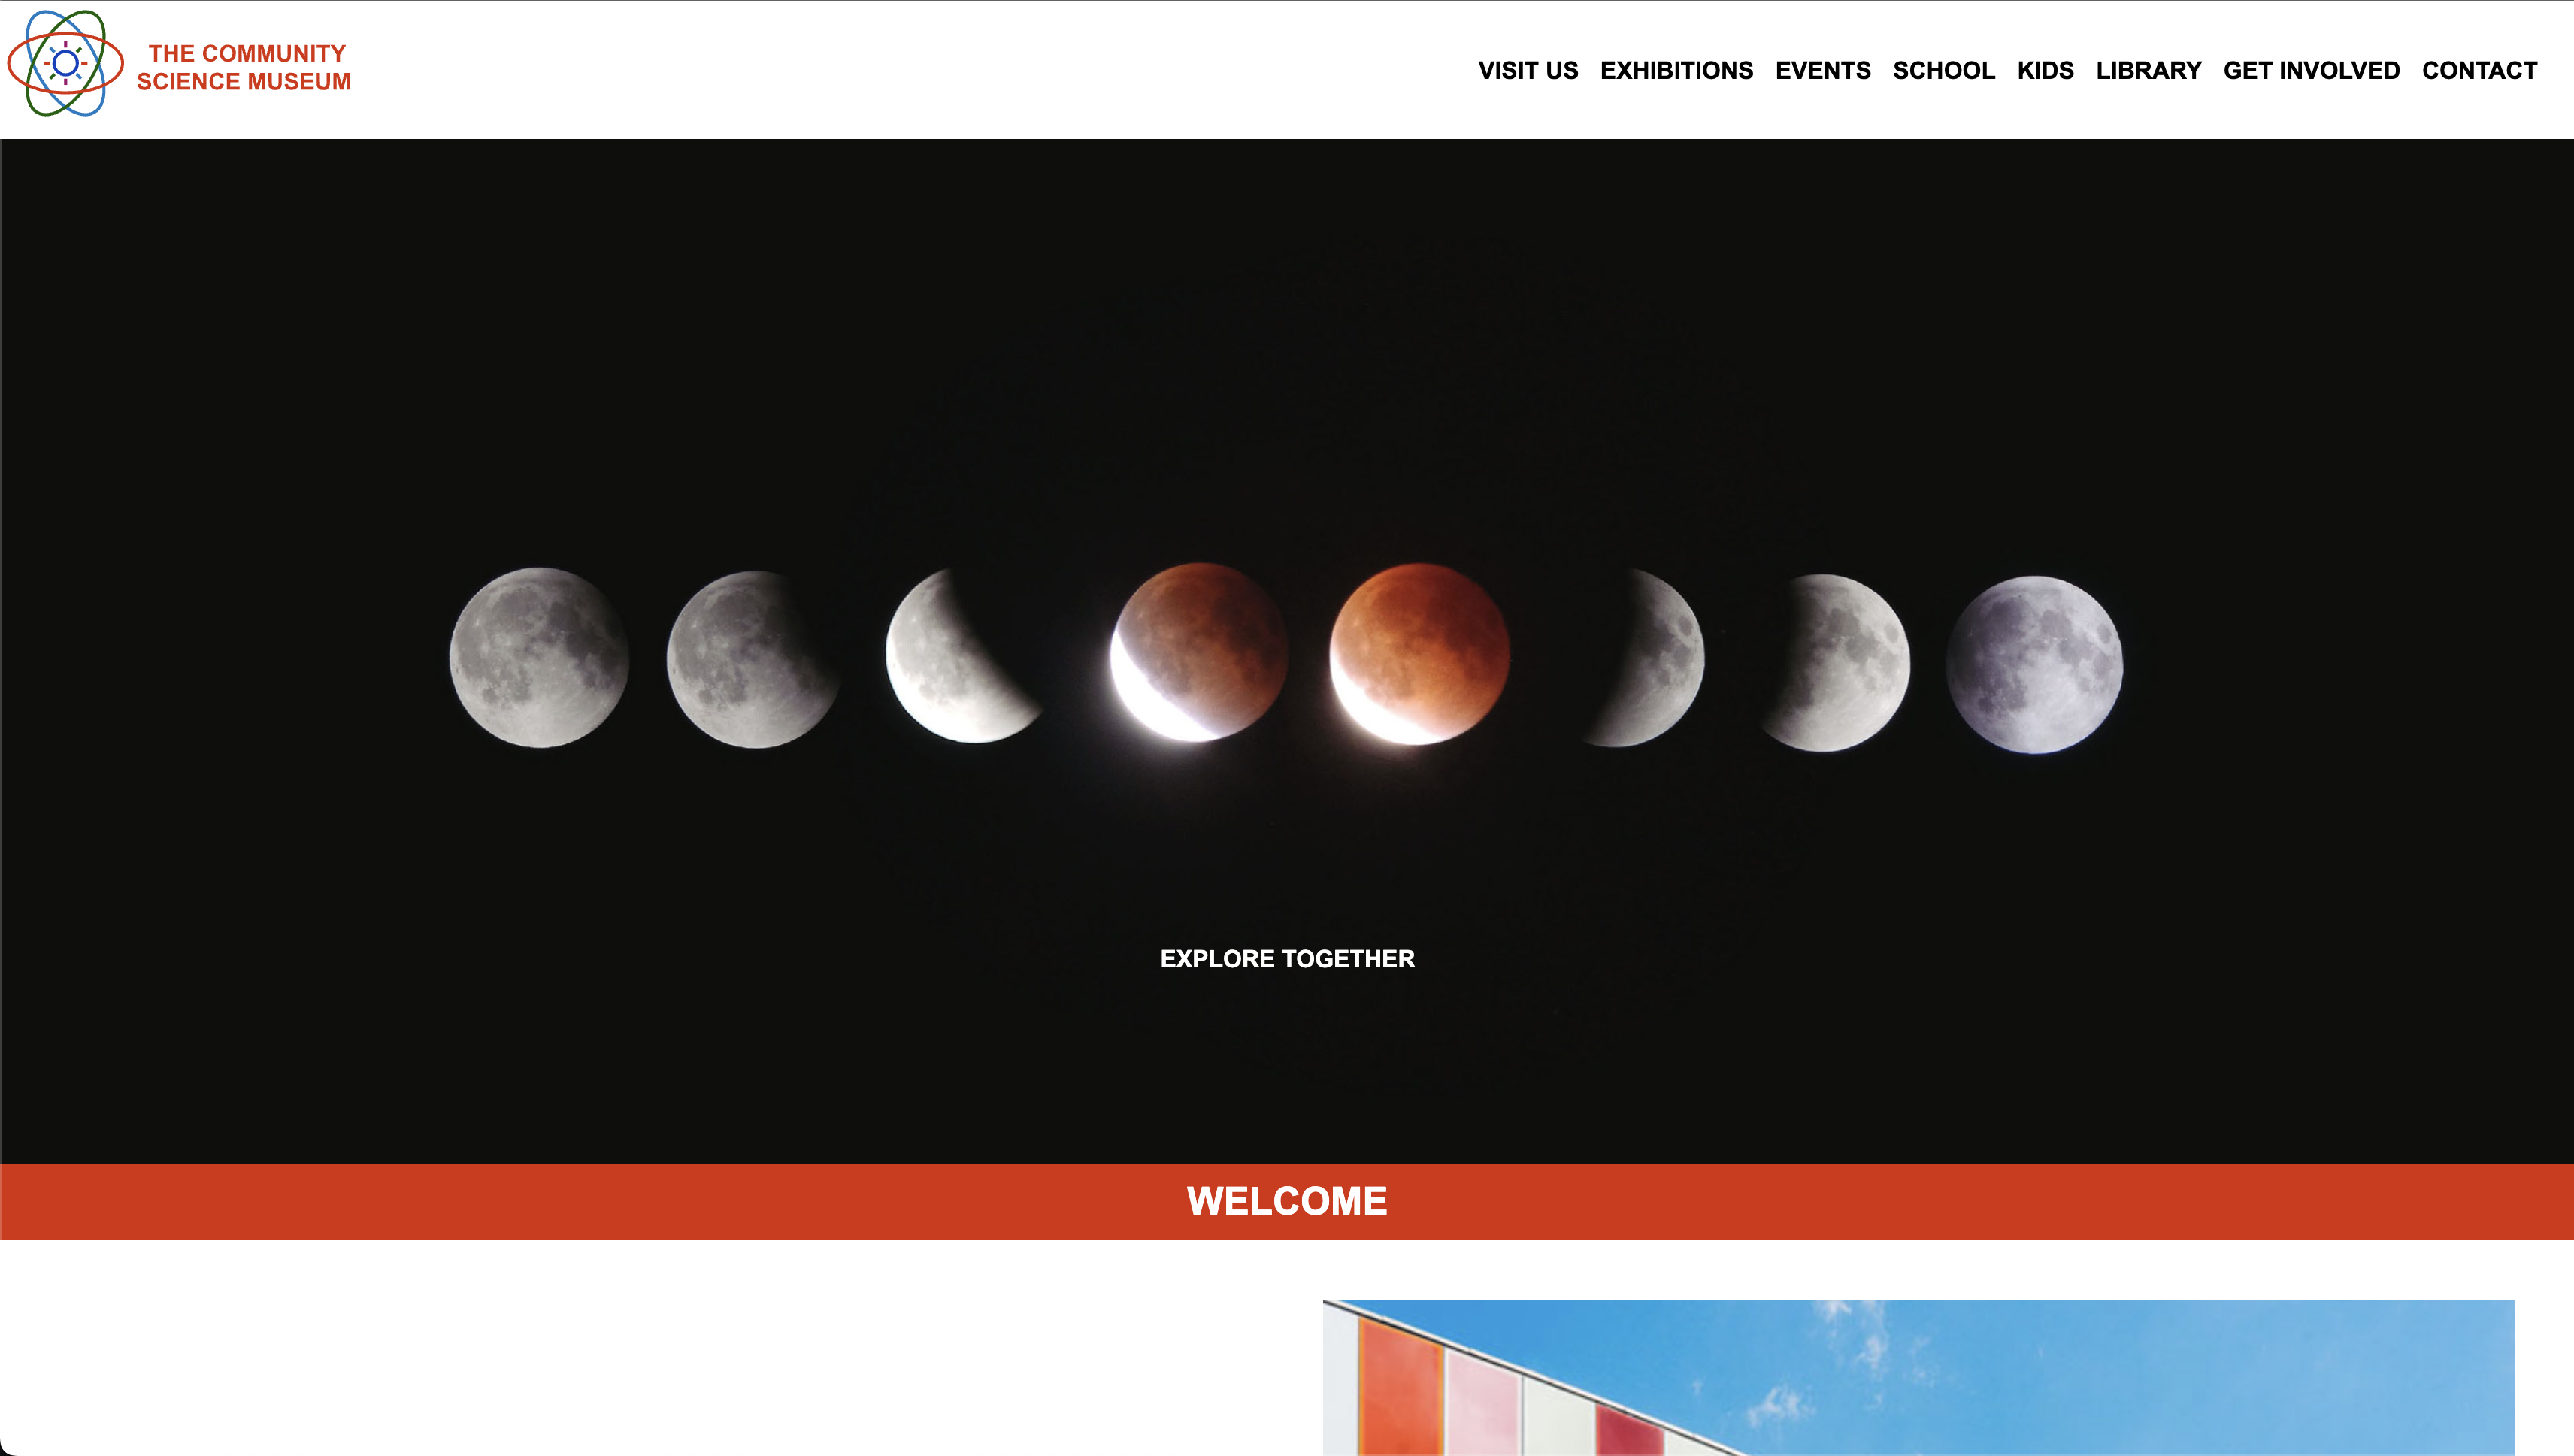 THE COMMUNITY
SCIENCE MUSEUM
VISIT US EXHIBITIONS EVENTS SCHOOL KIDS LIBRARY GET INVOLVED CONTACT
EXPLORE TOGETHER
WELCOME